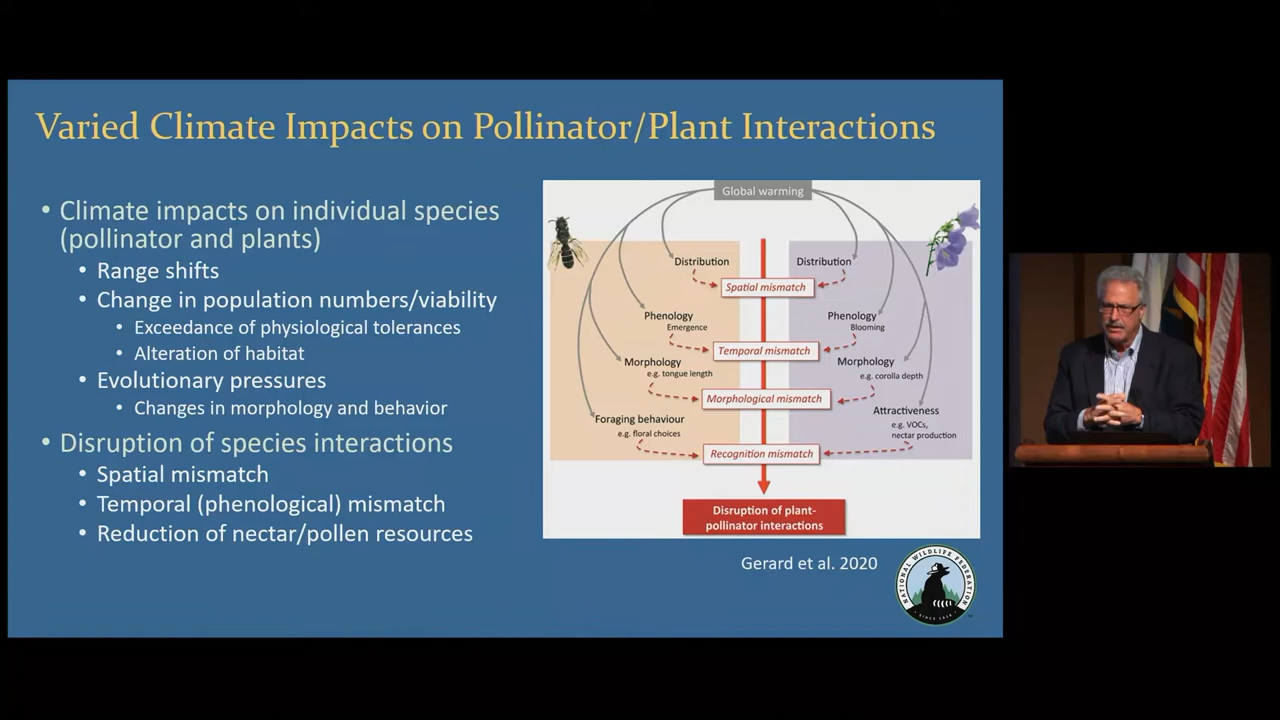 Varied Climate Impacts on Pollinator/Plant Interactions
• Climate impacts on individual species
(pollinator and plants)
• Range shifts
• Change in population numbers/viability
• Exceedance of physiological tolerances
• Alteration of habitat
• Evolutionary pressures
• Changes in morphology and behavior
• Disruption of species interactions
• Spatial mismatch
• Temporal (phenological) mismatch
• Reduction of nectar/pollen resources
Global warming
Distribution
Distribution
Spatial mismatch
Phenology
Emergence
Phenology
Blooming
Temporal mismatch
Morphology
e.g. tongue length
Morphology
e.g. corolla depth
Morphological mismatch
Foraging behaviour
e.g. floral choices
Attractiveness
e.g. VOCs,
nectar production
Recognition mismatch
Disruption of plant-
pollinator interactions
Gerard et al. 2020
NATIONAL WILDLIFE FEDERATION
• SINCE 1936 •